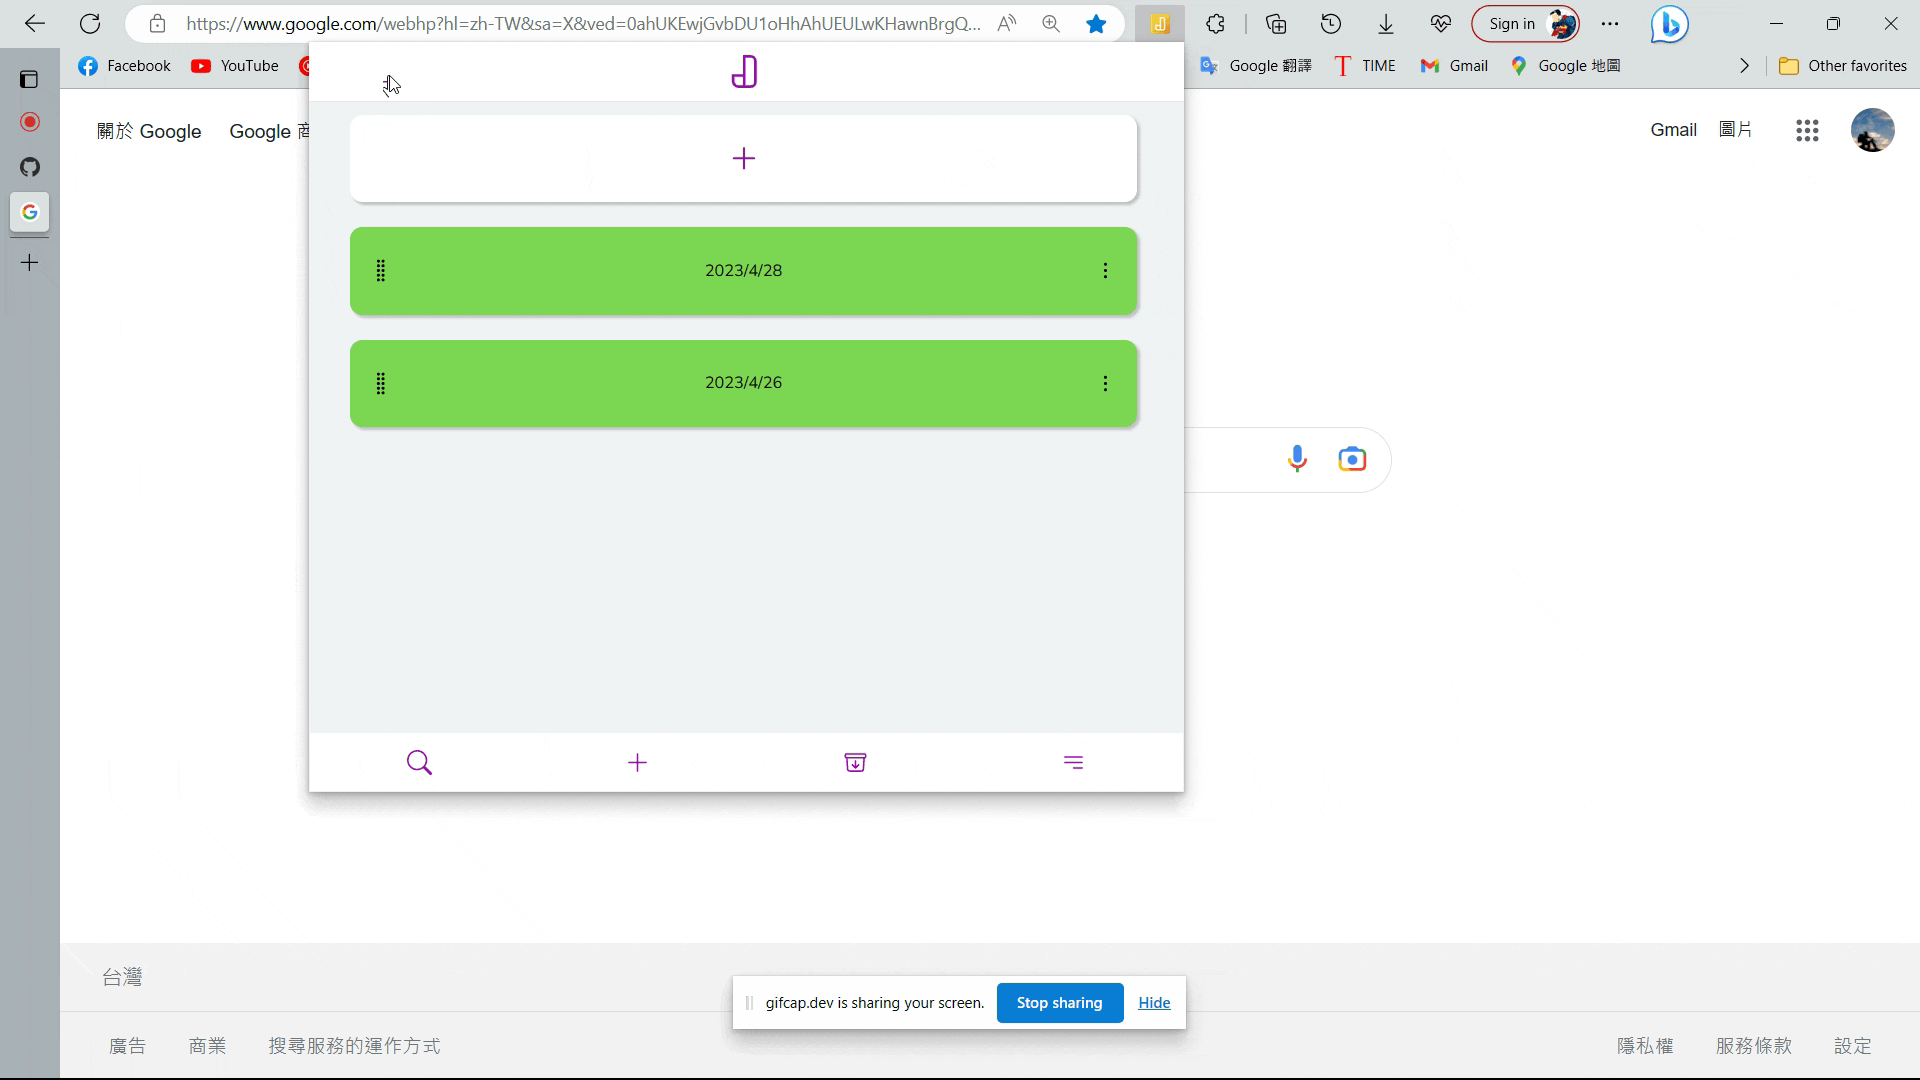 https://www.google.com/webhp?hl=zh-TW&sa=X&ved=0ahUKEwjGvbDU1oHhAhUEULwKHawnBrgQ...
Sign in
Facebook
YouTube
Google 翻譯
TIME
Gmail
Google 地圖
Other favorites
關於 Google
Google 商
Gmail
圖片
2023/4/28
2023/4/26
台灣
gifcap.dev is sharing your screen.
Stop sharing
Hide
廣告
商業
搜尋服務的運作方式
隱私權
服務條款
設定